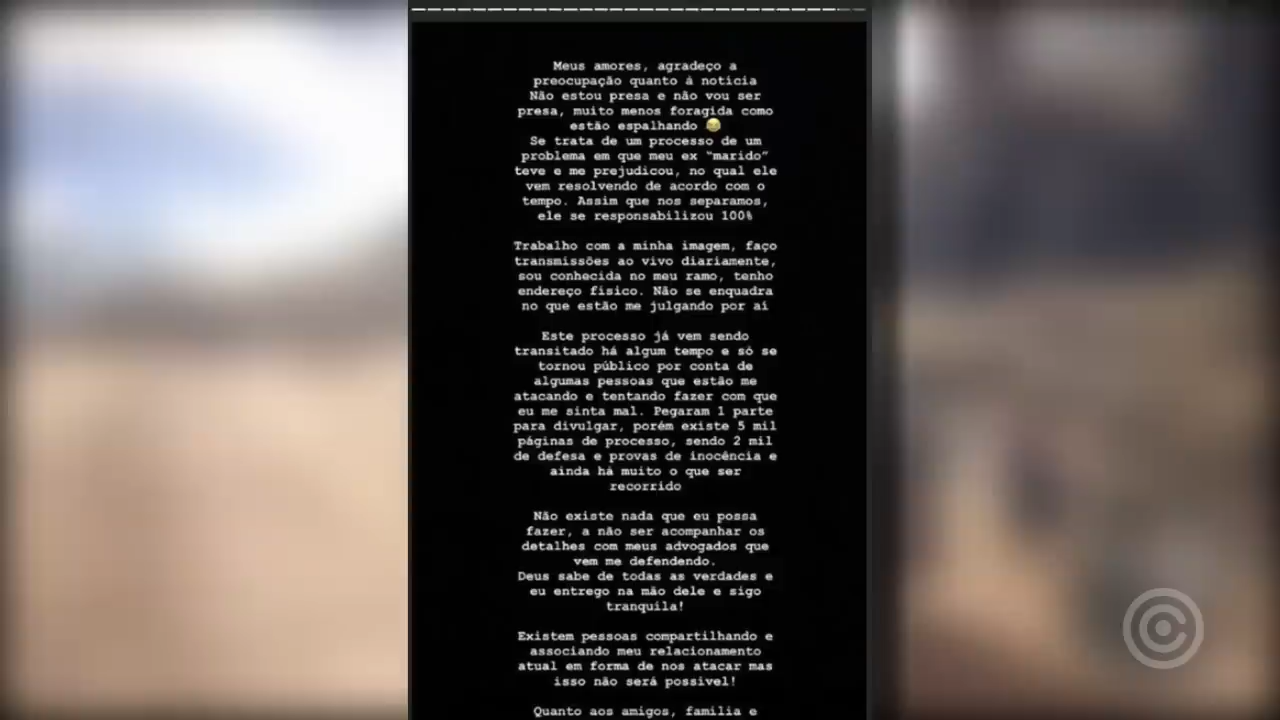 Meus amores, agradeço a
preocupação quanto á noticia
Não estou presa e não vou ser
presa, muito menos foragida como
estão espalhando 😂
Se trata de um processo de um
problema em que meu ex "marido"
teve e me prejudicou, no qual ele
vem resolvendo de acordo com o
tempo. Assim que nos separamos,
ele se responsabilizou 100%
Trabalho com a minha imagem, faço
transmissões ao vivo diariamente,
sou conhecida no meu ramo, tenho
endereço fisico. Não se enquadra
no que estão me julgando por aí
Este processo já vem sendo
transitado há algum tempo e só se
tornou público por conta de
algumas pessoas que estão me
atacando e tentando fazer com que
eu me sinta mal. Pegaram 1 parte
para divulgar, porém existe 5 mil
páginas de processo, sendo 2 mil
de defesa e provas de inocência e
ainda há muito o que ser
recorrido
Não existe nada que eu possa
fazer, a não ser acompanhar os
detalhes com meus advogados que
vem me defendendo.
Deus sabe de todas as verdades e
eu entrego na mão dele e sigo
tranquila!
Existem pessoas compartilhando e
associando meu relacionamento
atual em forma de nos atacar mas
isso não será possivel!
Quanto aos amigos, familia e